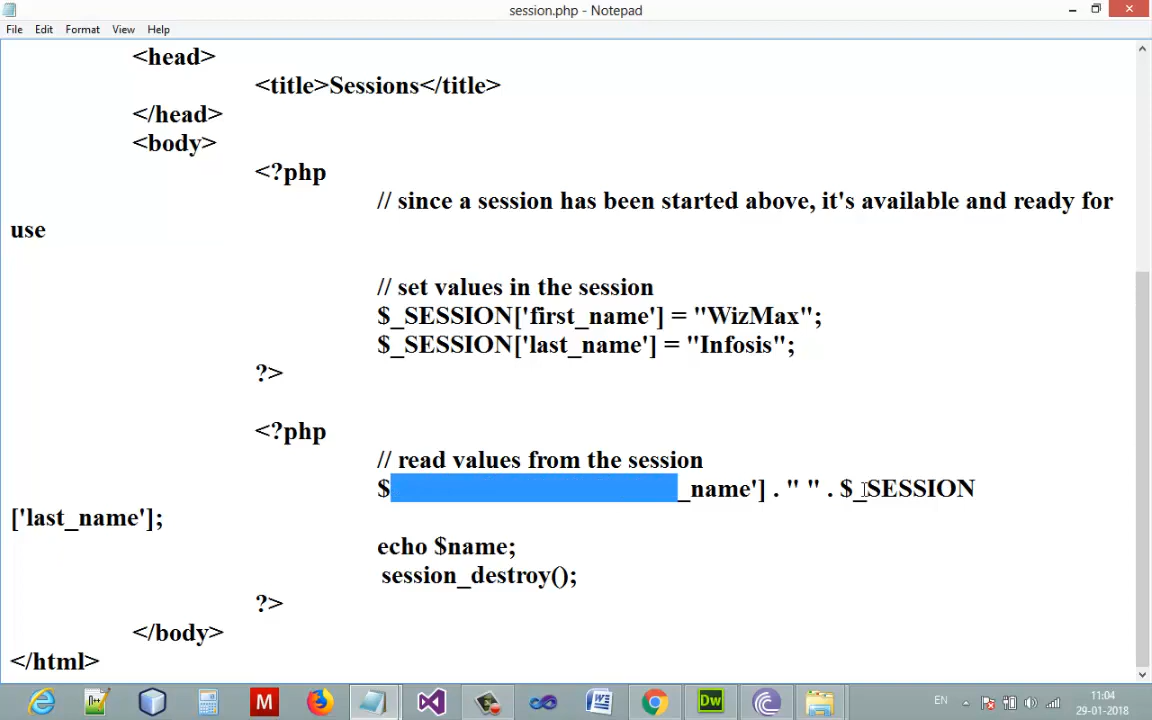 session.php - Notepad
File Edit Format View Help
<head>
<title>Sessions</title>
</head>
<body>
<?php
// since a session has been started above, it's available and ready for
use
// set values in the session
$_SESSION['first_name'] = "WizMax";
$_SESSION['last_name'] = "Infosis";
?>
<?php
// read values from the session
$ _name'] . " " . $_SESSION
['last_name'];
echo $name;
session_destroy();
?>
</body>
</html>
M Dw EN 11:04
29-01-2018